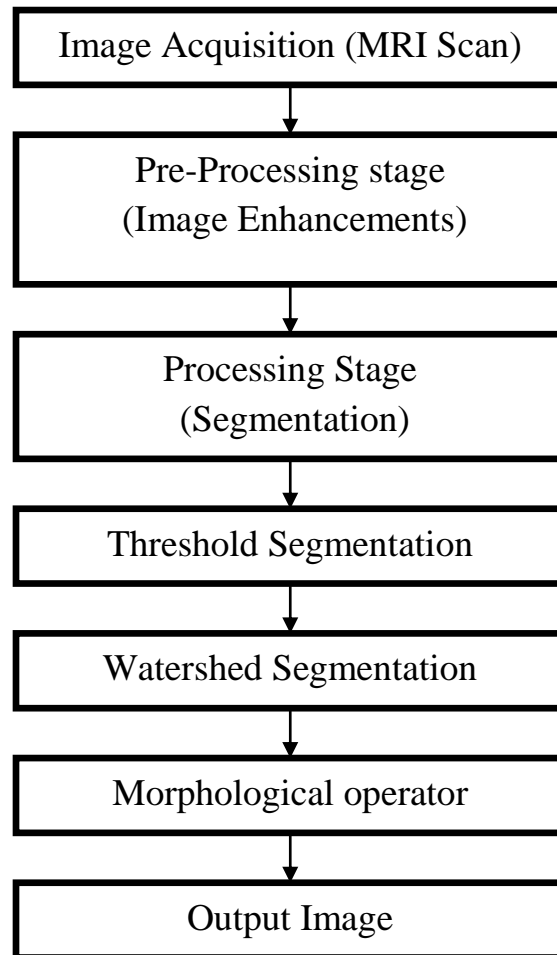 Image Acquisition (MRI Scan)
Pre-Processing stage
(Image Enhancements)
Processing Stage
(Segmentation)
Threshold Segmentation
Watershed Segmentation
Morphological operator
Output Image